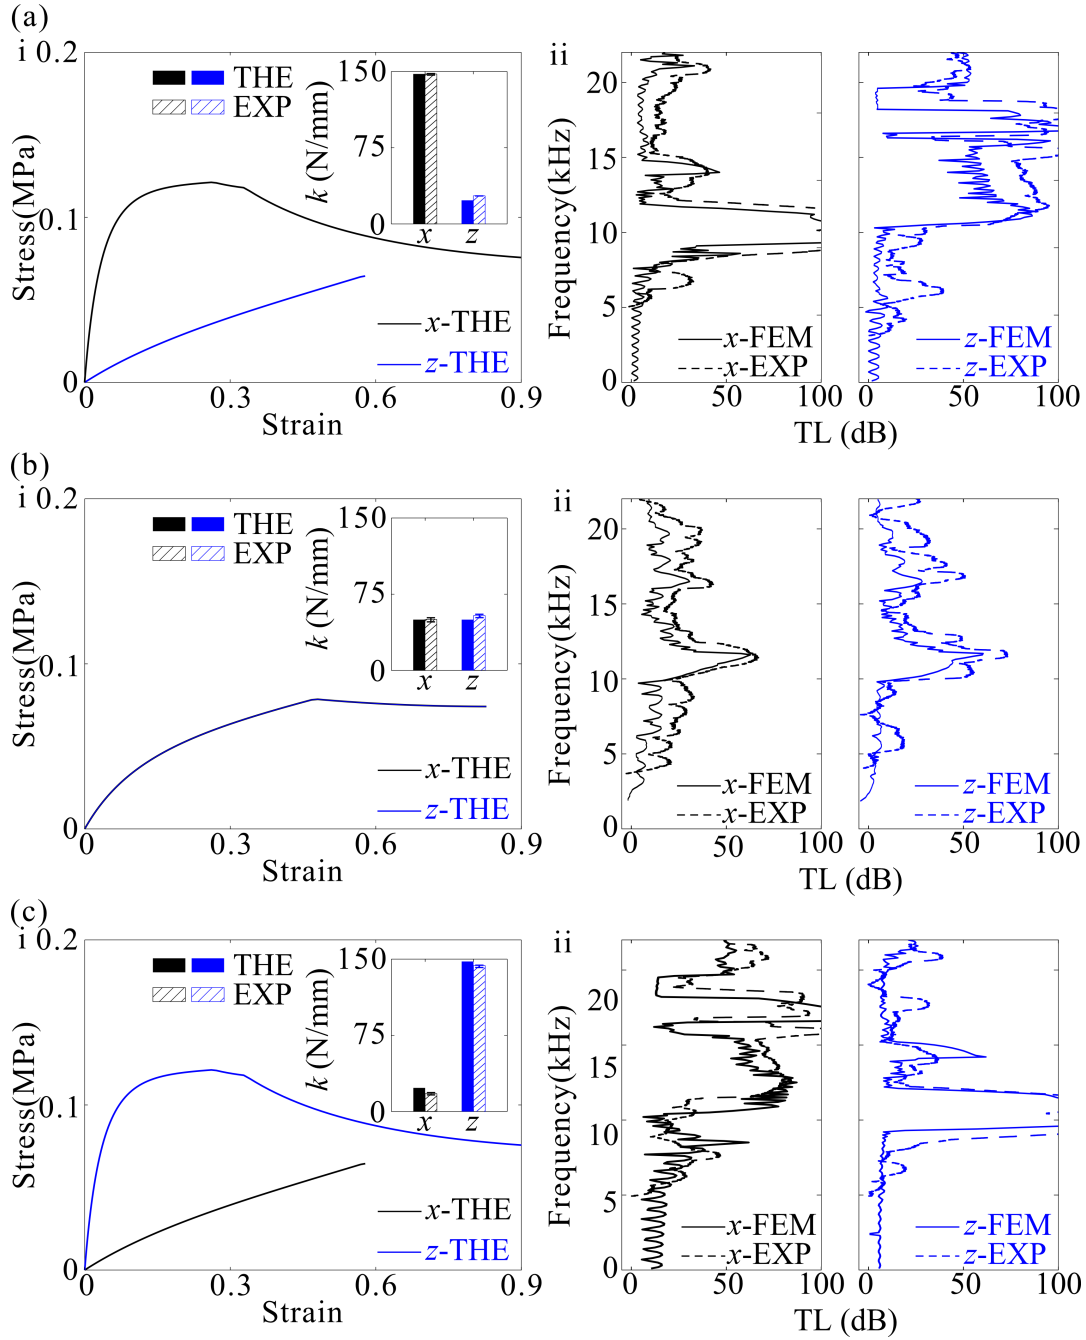 (a)
i
0.2
0.1
0
Stress(MPa)
THE
EXP
150
75
0
k (N/mm)
x z
x-THE
z-THE
0 0.3 0.6 0.9
Strain
ii
20
15
10
5
0
Frequency(kHz)
x-FEM
x-EXP
z-FEM
z-EXP
0 50 100 0 50 100
TL (dB)
(b)
i
0.2
0.1
0
Stress(MPa)
THE
EXP
150
75
0
k (N/mm)
x z
x-THE
z-THE
0 0.3 0.6 0.9
Strain
ii
20
15
10
5
0
Frequency(kHz)
x-FEM
x-EXP
z-FEM
z-EXP
0 50 100 0 50 100
TL (dB)
(c)
i
0.2
0.1
0
Stress(MPa)
THE
EXP
150
75
0
k (N/mm)
x z
x-THE
z-THE
0 0.3 0.6 0.9
Strain
ii
20
15
10
5
0
Frequency(kHz)
x-FEM
x-EXP
z-FEM
z-EXP
0 50 100 0 50 100
TL (dB)